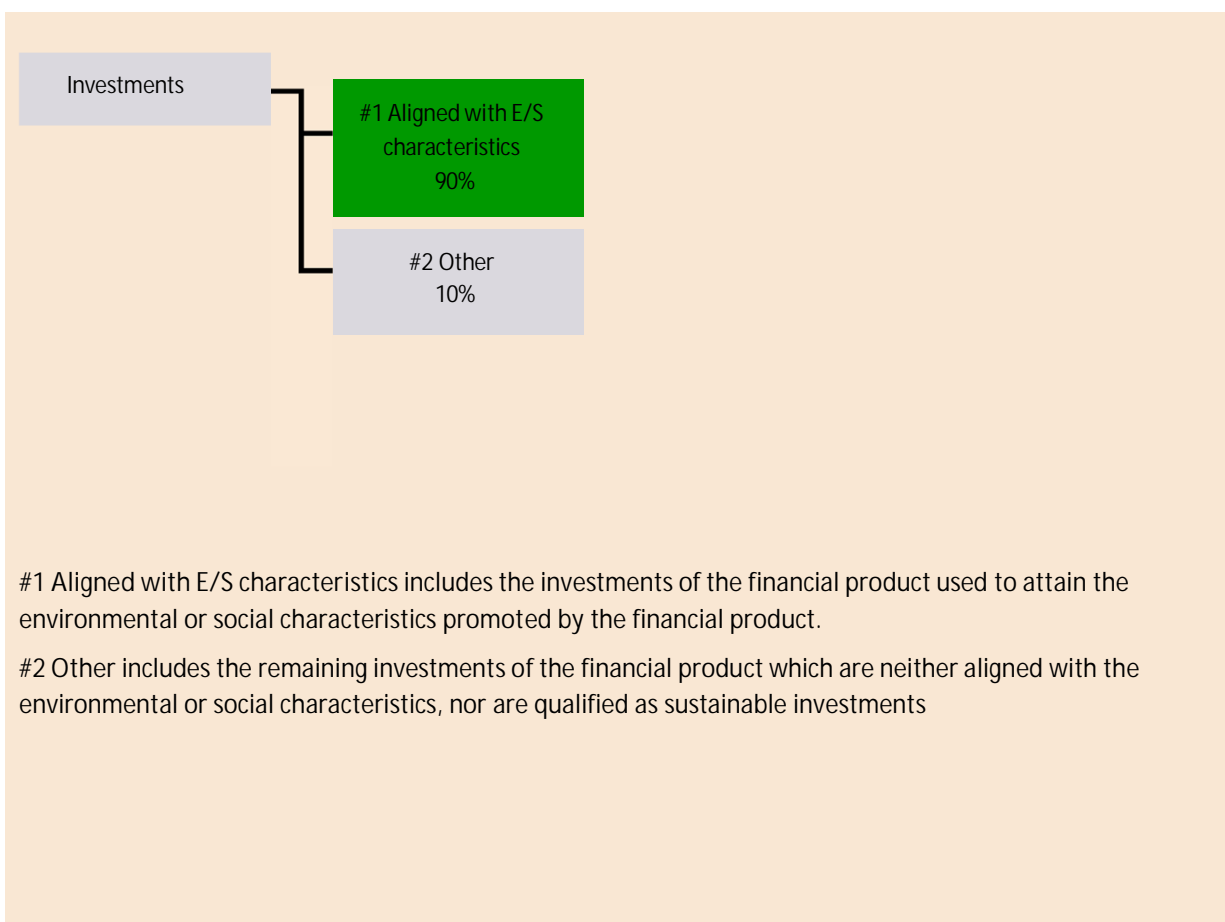 Investments
#1 Aligned with E/S
characteristics
90%
#2 Other
10%
#1 Aligned with E/S characteristics includes the investments of the financial product used to attain the
environmental or social characteristics promoted by the financial product.
#2 Other includes the remaining investments of the financial product which are neither aligned with the
environmental or social characteristics, nor are qualified as sustainable investments